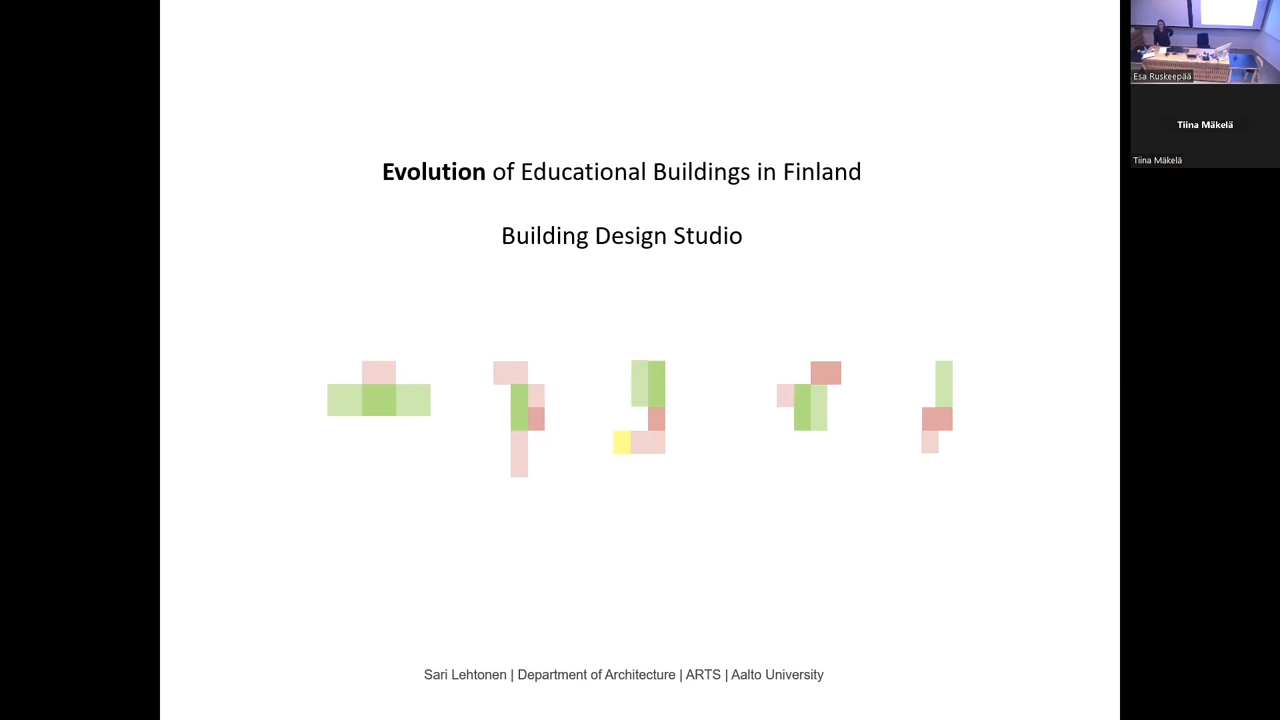 Evolution of Educational Buildings in Finland
Building Design Studio
Sari Lehtonen | Department of Architecture | ARTS | Aalto University
Esa Ruskeepää
Tiina Mäkelä
Tiina Mäkelä